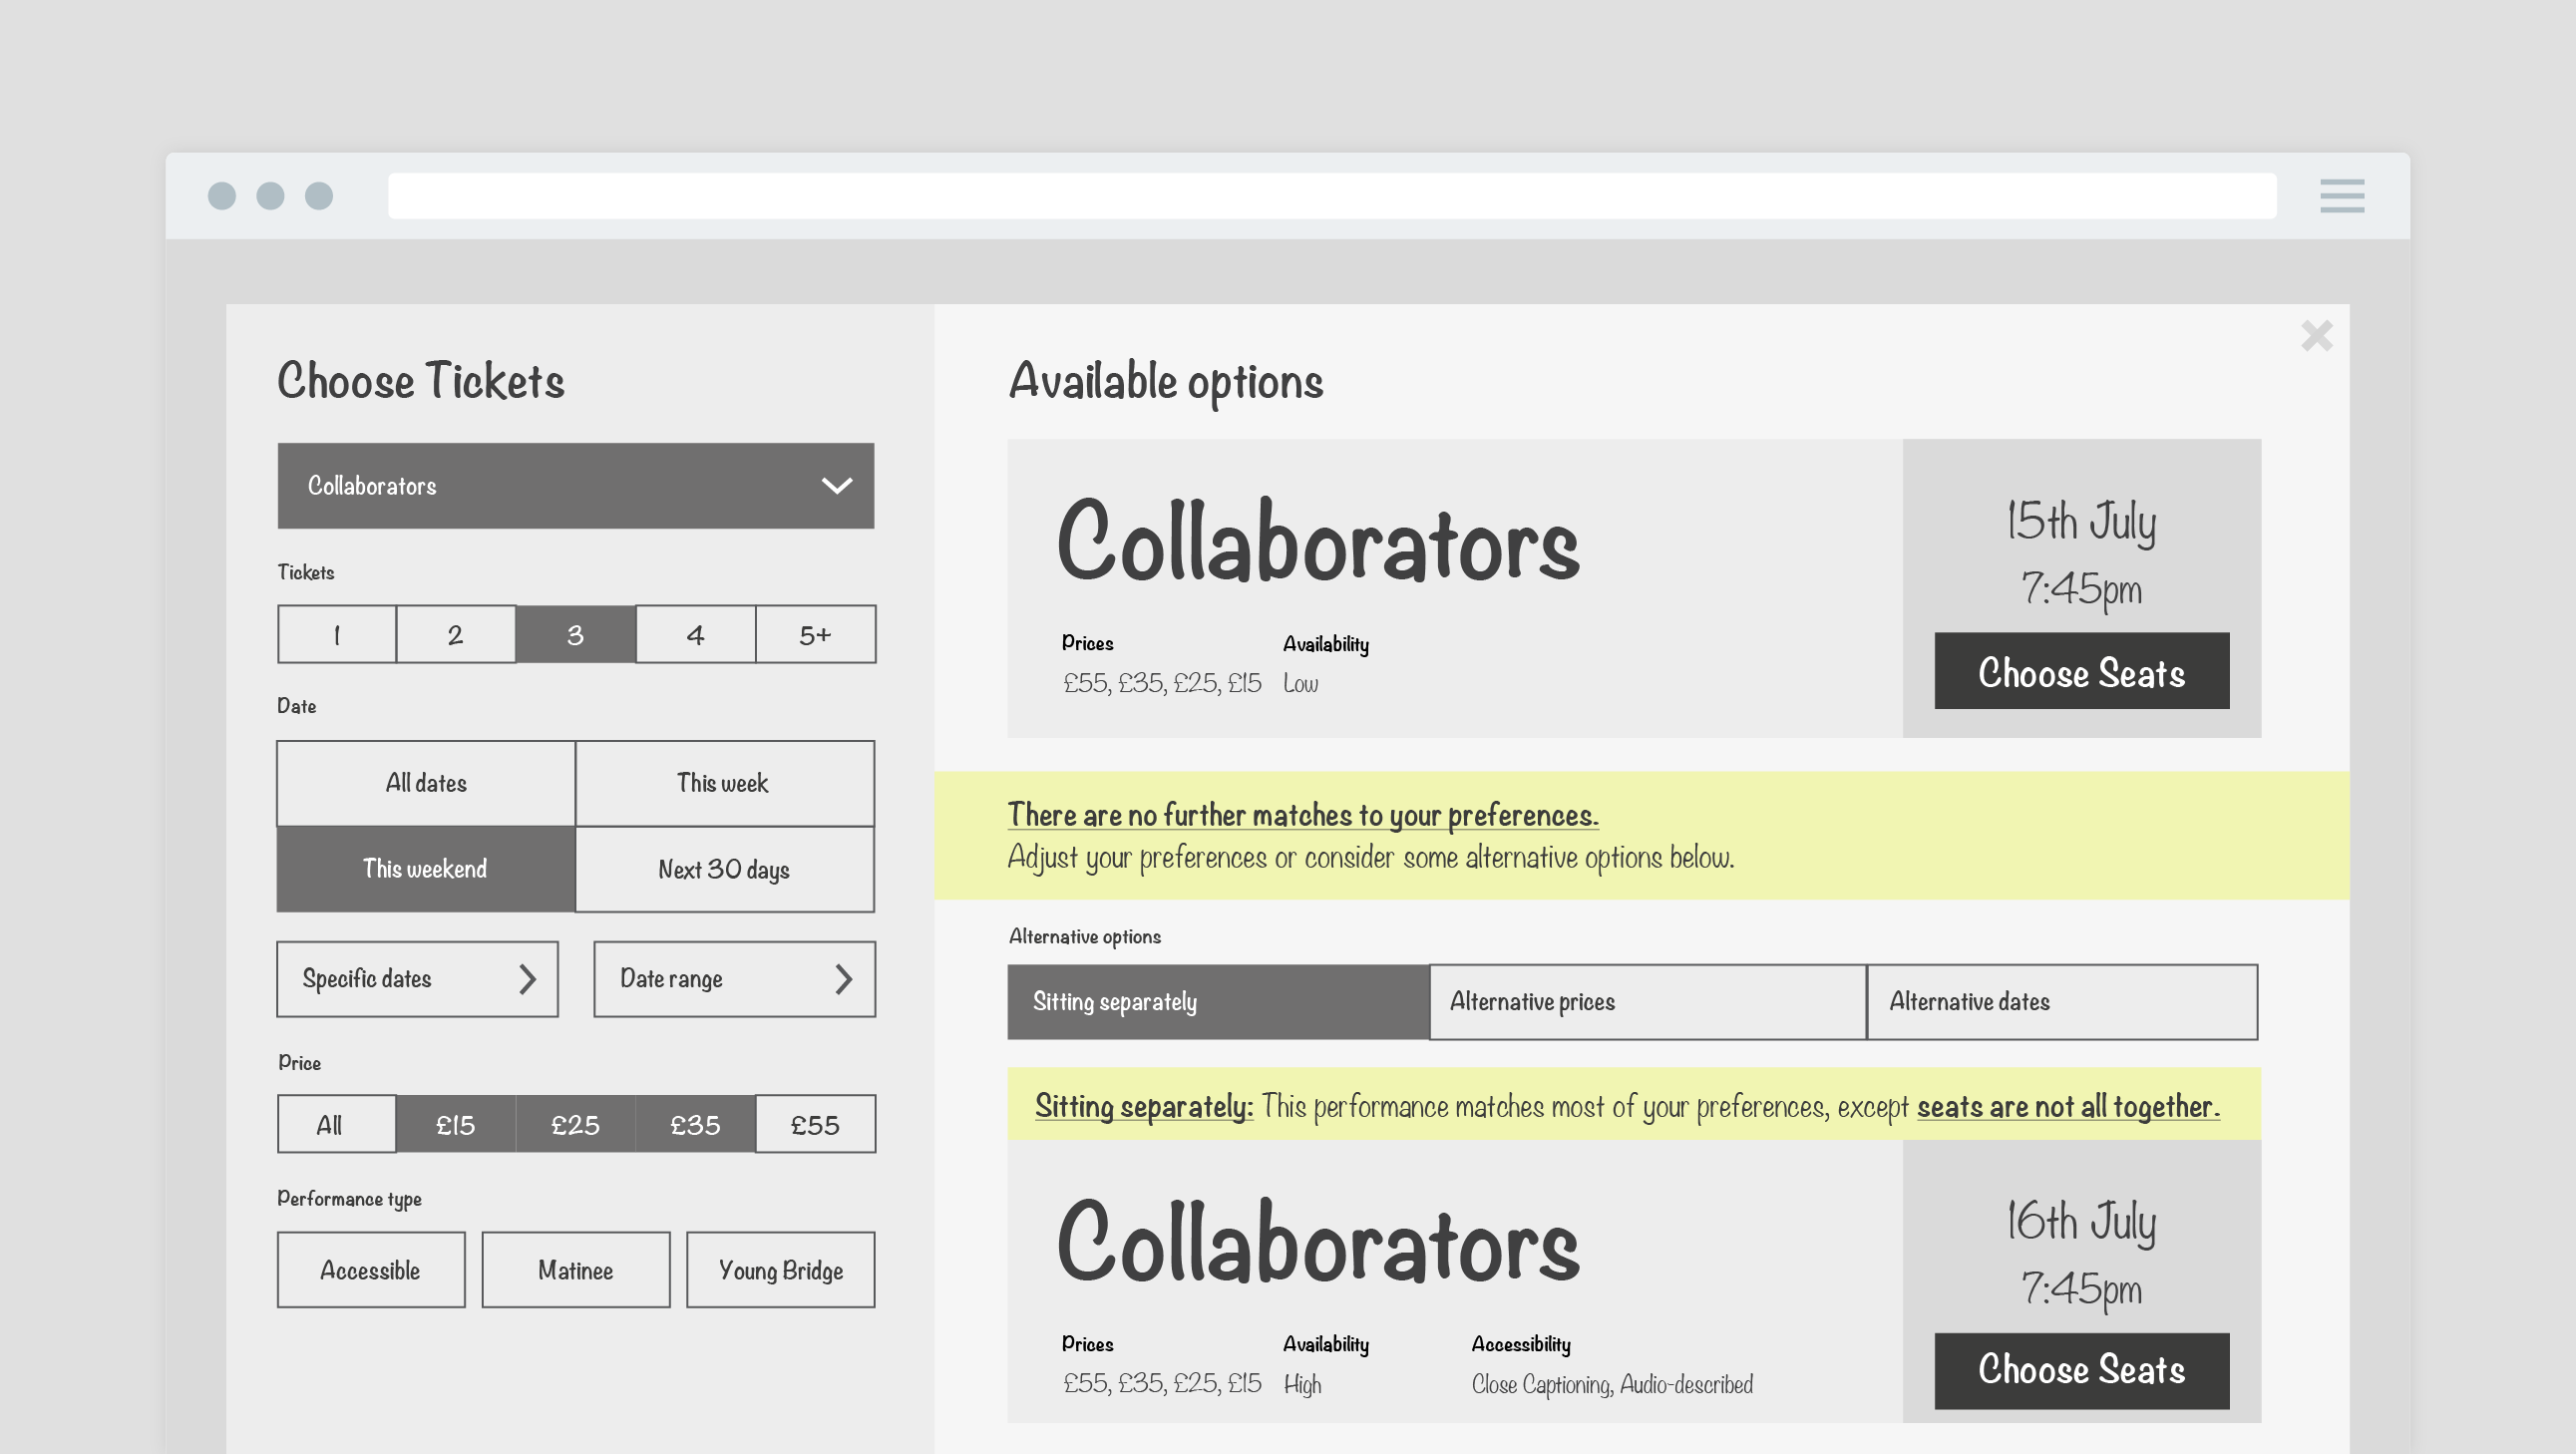 Choose Tickets
Collaborators
Tickets
1 2 3 4 5+
Date
All dates This week
This weekend Next 30 days
Specific dates Date range
Price
All £15 £25 £35 £55
Performance type
Accessible Matinee Young Bridge
Available options
Collaborators
15th July
7:45pm
Choose Seats
Prices Availability
£55, £35, £25, £15 Low
There are no further matches to your preferences.
Adjust your preferences or consider some alternative options below.
Alternative options
Sitting separately Alternative prices Alternative dates
Sitting separately: This performance matches most of your preferences, except seats are not all together.
Collaborators
16th July
7:45pm
Choose Seats
Prices Availability Accessibility
£55, £35, £25, £15 High Close Captioning, Audio-described